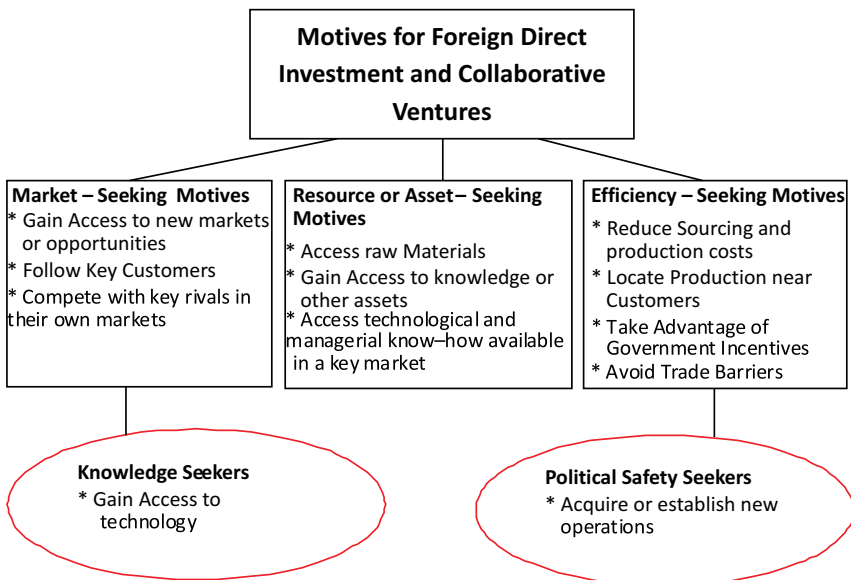 Motives for Foreign Direct
Investment and Collaborative
Ventures
Market – Seeking Motives
* Gain Access to new markets
or opportunities
* Follow Key Customers
* Compete with key rivals in
their own markets
Resource or Asset – Seeking
Motives
* Access raw Materials
* Gain Access to knowledge or
other assets
* Access technological and
managerial know–how available
in a key market
Efficiency – Seeking Motives
* Reduce Sourcing and
production costs
* Locate Production near
Customers
* Take Advantage of
Government Incentives
* Avoid Trade Barriers
Knowledge Seekers
* Gain Access to
technology
Political Safety Seekers
* Acquire or establish new
operations